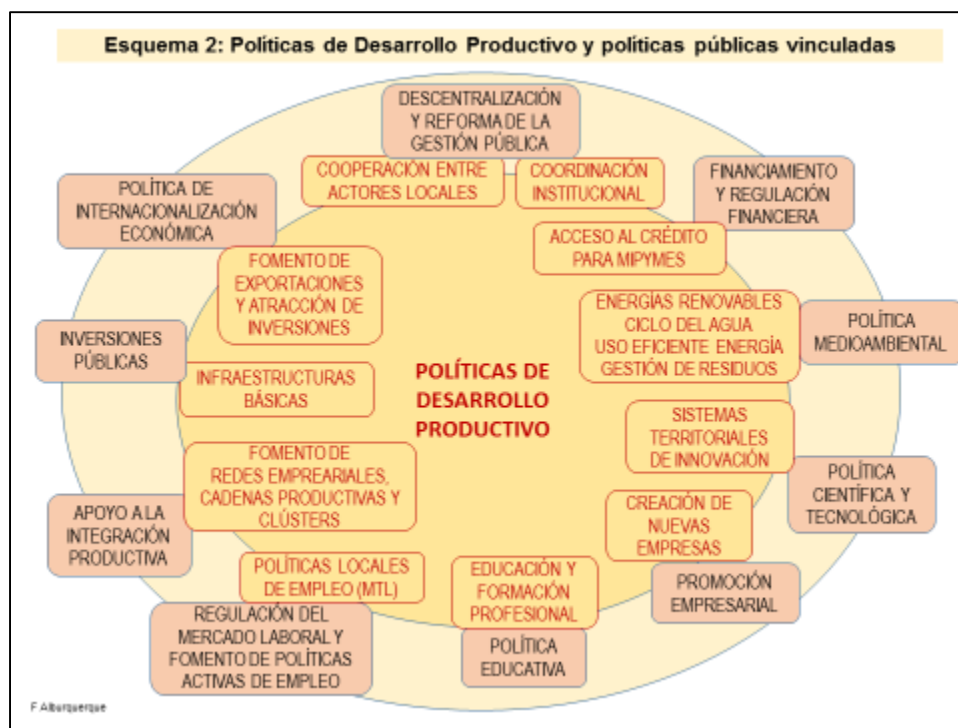 Esquema 2: Políticas de Desarrollo Productivo y políticas públicas vinculadas
DESCENTRALIZACIÓN
Y REFORMA DE LA
GESTIÓN PÚBLICA
COOPERACIÓN ENTRE
ACTORES LOCALES
COORDINACIÓN
INSTITUCIONAL
FINANCIAMIENTO
Y REGULACIÓN
FINANCIERA
POLÍTICA DE
INTERNACIONALIZACIÓN
ECONÓMICA
ACCESO AL CRÉDITO
PARA MIPYMES
FOMENTO DE
EXPORTACIONES
Y ATRACCIÓN DE
INVERSIONES
ENERGÍAS RENOVABLES
CICLO DEL AGUA
USO EFICIENTE ENERGÍA
GESTIÓN DE RESIDUOS
POLÍTICA
MEDIOAMBIENTAL
INVERSIONES
PÚBLICAS
INFRAESTRUCTURAS
BÁSICAS
POLÍTICAS DE
DESARROLLO
PRODUCTIVO
SISTEMAS
TERRITORIALES
DE INNOVACIÓN
FOMENTO DE
REDES EMPREARIALES,
CADENAS PRODUCTIVAS Y
CLÚSTERS
POLÍTICA
CIENTÍFICA Y
TECNOLÓGICA
APOYO A LA
INTEGRACIÓN
PRODUCTIVA
CREACIÓN DE
NUEVAS
EMPRESAS
POLÍTICAS LOCALES
DE EMPLEO (MTL)
EDUCACIÓN Y
FORMACIÓN
PROFESIONAL
PROMOCIÓN
EMPRESARIAL
REGULACIÓN DEL
MERCADO LABORAL Y
FOMENTO DE POLÍTICAS
ACTIVAS DE EMPLEO
POLÍTICA
EDUCATIVA
F Alburquerque